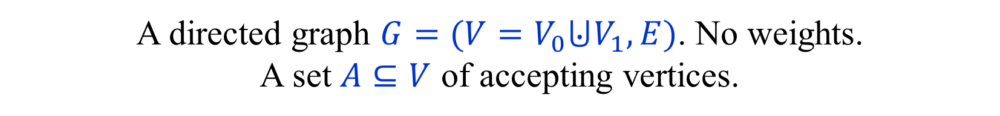 A directed graph G = (V = V₀⨃V₁, E). No weights.
A set A ⊆ V of accepting vertices.